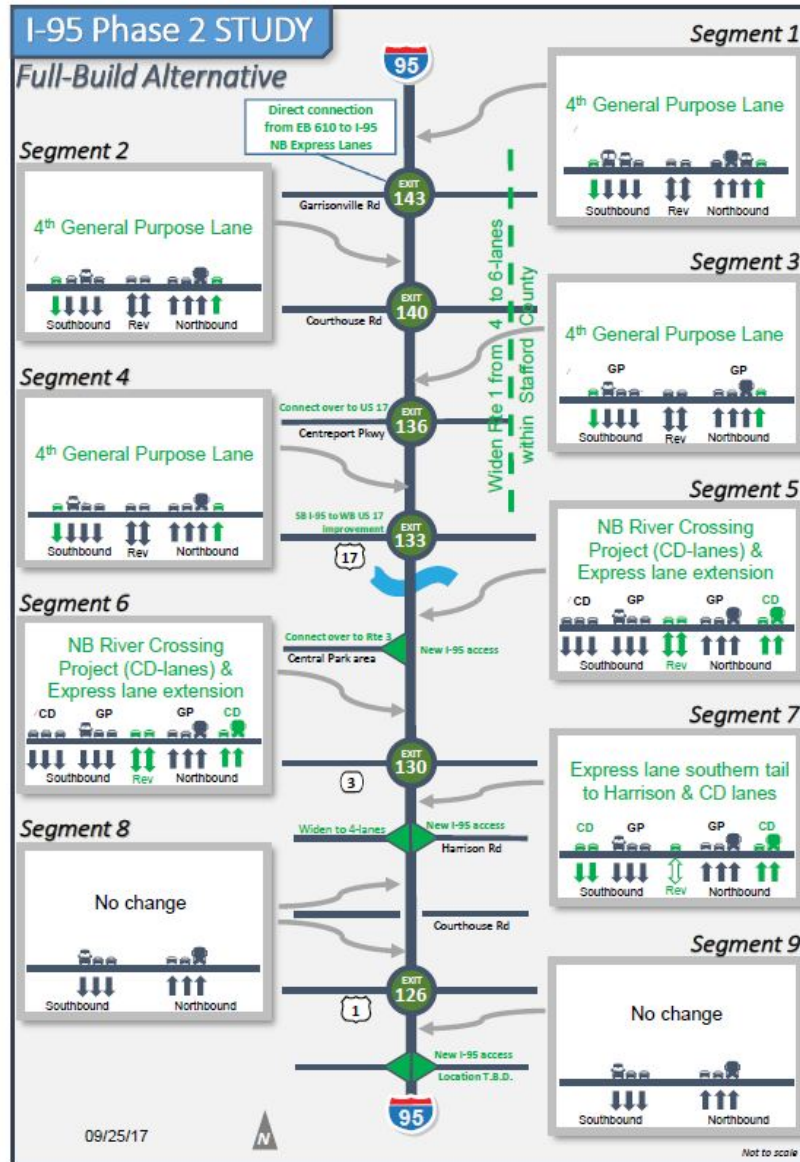 I-95 Phase 2 STUDY
Full-Build Alternative
95
Segment 1
4th General Purpose Lane
Southbound Rev Northbound
Direct connection
from EB 610 to I-95
NB Express Lanes
EXIT
143
Garrisonville Rd
Segment 2
4th General Purpose Lane
Southbound Rev Northbound
EXIT
140
Courthouse Rd
Widen Rte 1 from 4 to 6-lanes
within Stafford County
Segment 3
4th General Purpose Lane
GP GP
Southbound Rev Northbound
Segment 4
4th General Purpose Lane
Southbound Rev Northbound
Connect over to US 17
EXIT
136
Centreport Pkwy
SB I-95 to WB US 17
improvement
EXIT
133
17
Segment 5
NB River Crossing
Project (CD-lanes) &
Express lane extension
CD GP GP CD
Southbound Rev Northbound
Segment 6
NB River Crossing
Project (CD-lanes) &
Express lane extension
CD GP GP CD
Southbound Rev Northbound
Connect over to Rte 3
Central Park area
New I-95 access
EXIT
130
3
Segment 7
Express lane southern tail
to Harrison & CD lanes
CD GP GP CD
Southbound Rev Northbound
Widen to 4-lanes
New I-95 access
Harrison Rd
Segment 8
No change
Southbound Northbound
Courthouse Rd
EXIT
126
1
Segment 9
No change
Southbound Northbound
New I-95 access
Location T.B.D.
95
09/25/17
N
Not to scale